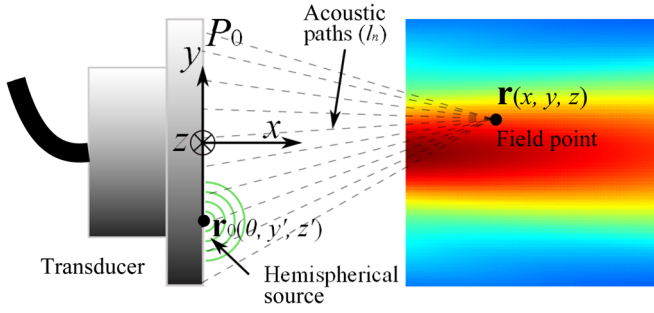 Acoustic
paths (lₙ)
P₀
y
r(x, y, z)
z
x
Field point
r₀(0, y′, z′)
Transducer
Hemispherical
source